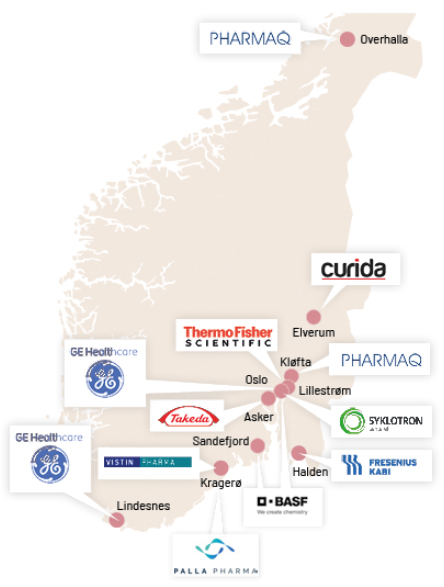 PHARMAQ
Overhalla
curida
Elverum
ThermoFisher
SCIENTIFIC
Kløfta
PHARMAQ
GE Healthcare
Oslo
Lillestrøm
Takeda
Asker
SYKLOTRON
Sandefjord
GE Healthcare
VISTIN PHARMA
Halden
FRESENIUS
KABI
Kragerø
BASF
We create chemistry
Lindesnes
PALLA PHARMA